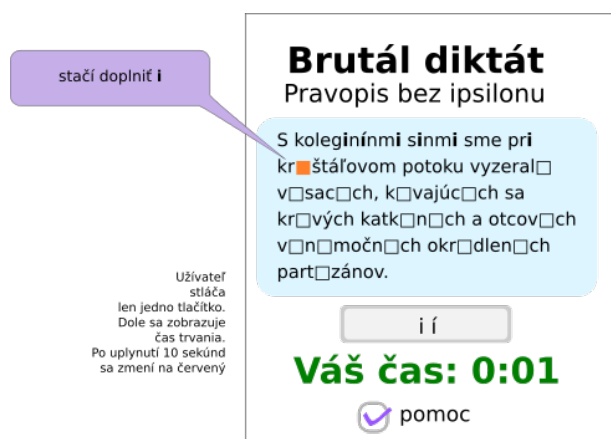 stačí doplniť i
Brutál diktát
Pravopis bez ipsilonu
S koleginínmi sinmi sme pri
kr■štáľovom potoku vyzeral□
v□sac□ch, k□vajúc□ch sa
kr□vých katk□n□ch a otcov□ch
v□n□močn□ch okr□dlen□ch
part□zánov.
Užívateľ
stláča
len jedno tlačítko.
Dole sa zobrazuje
čas trvania.
Po uplynutí 10 sekúnd
sa zmení na červený
i í
Váš čas: 0:01
pomoc